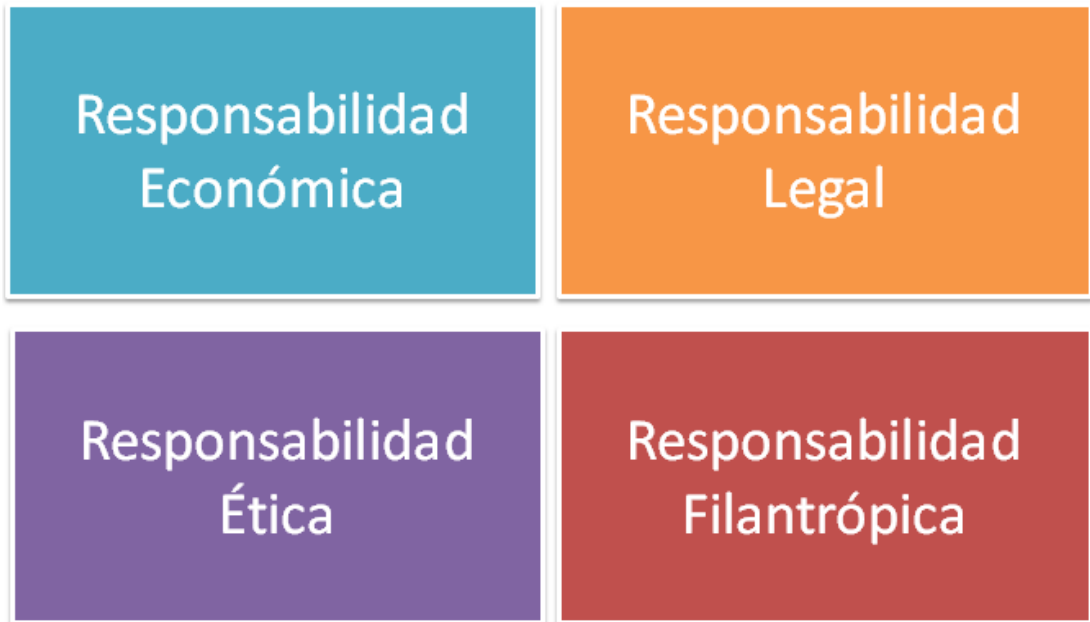 Responsabilidad
Económica
Responsabilidad
Legal
Responsabilidad
Ética
Responsabilidad
Filantrópica